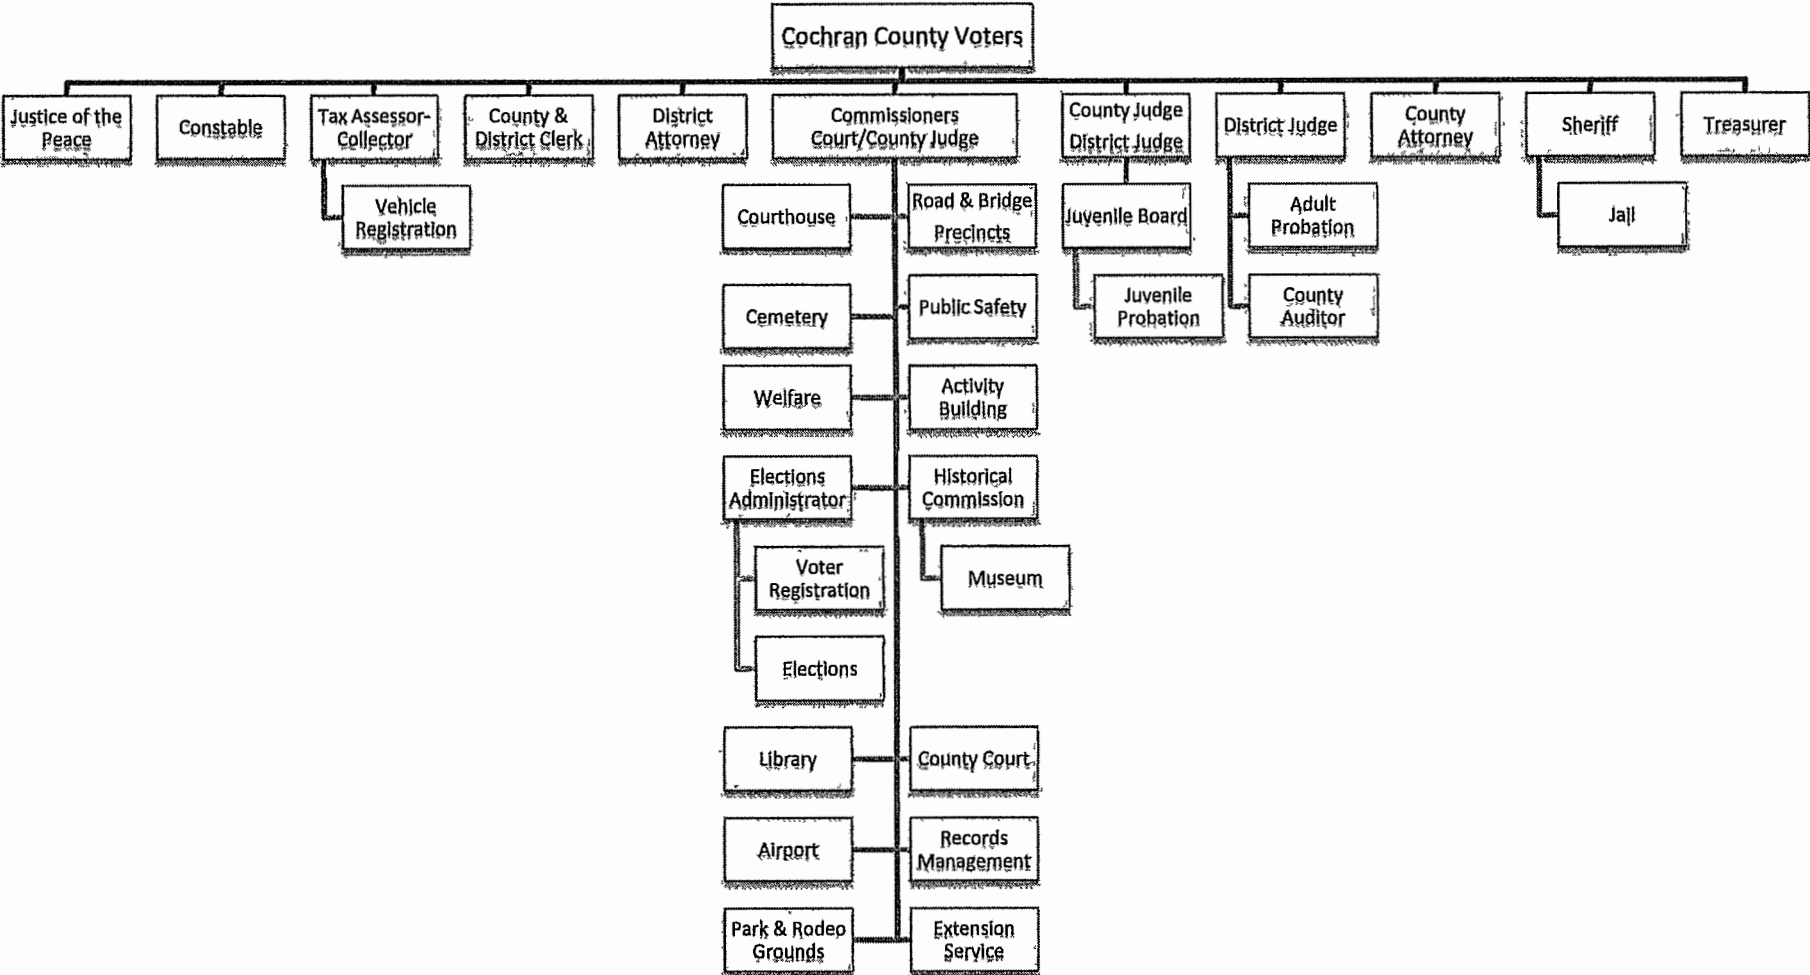 Cochran County Voters
Justice of the
Peace
Constable
Tax Assessor-
Collector
County &
District Clerk
District
Attorney
Commissioners
Court/County Judge
County Judge
District Judge
District Judge
County
Attorney
Sheriff
Treasurer
Vehicle
Registration
Courthouse
Road & Bridge
Precincts
Juvenile Board
Adult
Probation
Jail
Cemetery
Public Safety
Juvenile
Probation
County
Auditor
Welfare
Activity
Building
Elections
Administrator
Historical
Commission
Voter
Registration
Museum
Elections
Library
County Court
Airport
Records
Management
Park & Rodeo
Grounds
Extension
Service